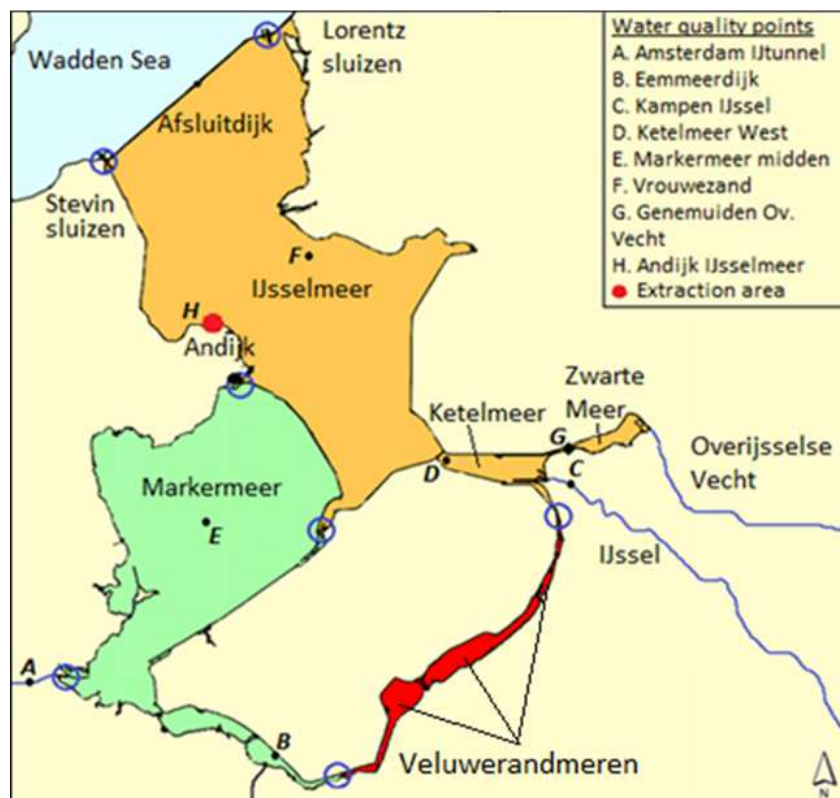 Wadden Sea
Lorentz
sluizen
Afsluitdijk
Stevin
sluizen
F
IJsselmeer
H
Andijk
Water quality points
A. Amsterdam IJtunnel
B. Eemmeerdijk
C. Kampen IJssel
D. Ketelmeer West
E. Markermeer midden
F. Vrouwezand
G. Genemuiden Ov.
Vecht
H. Andijk IJsselmeer
Extraction area
Zwarte
Meer
Ketelmeer
G
D
C
Overijsselse
Vecht
Markermeer
E
IJssel
A
B
Veluwerandmeren
N